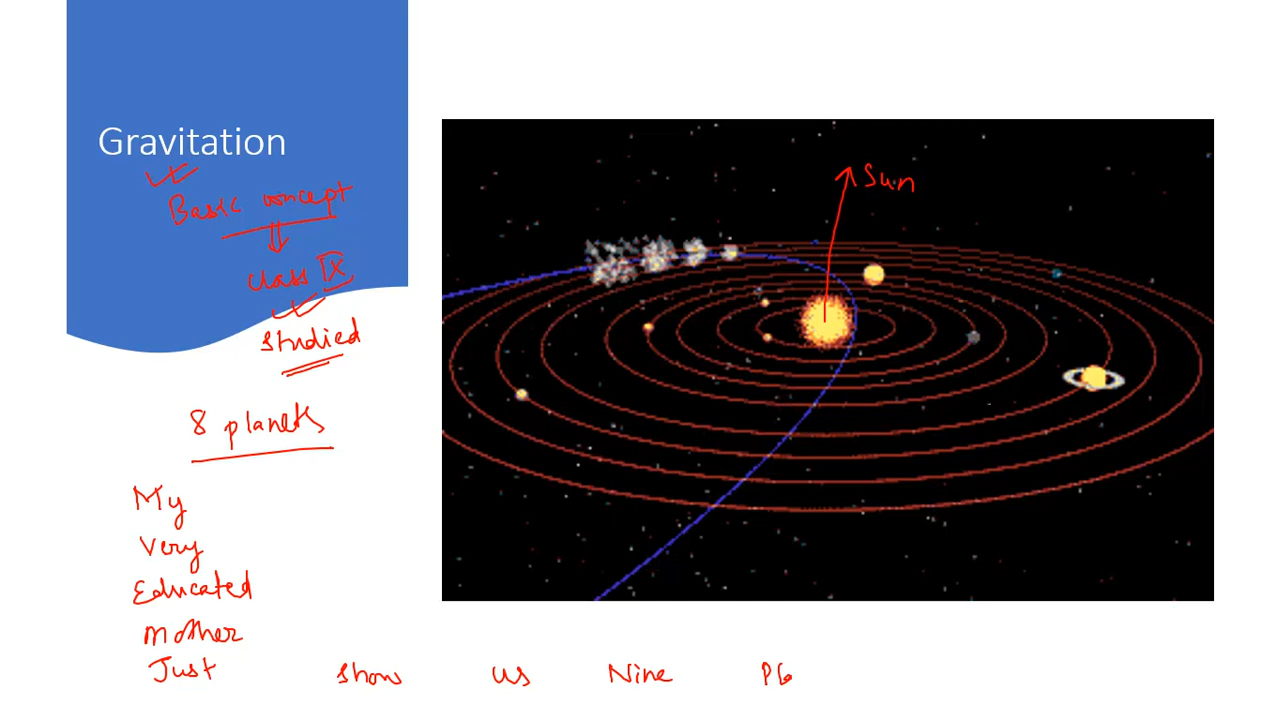 Gravitation
Basic concept
Class IX
Studied
8 planets
My
Very
Educated
Mother
Just Show Us Nine
Sun